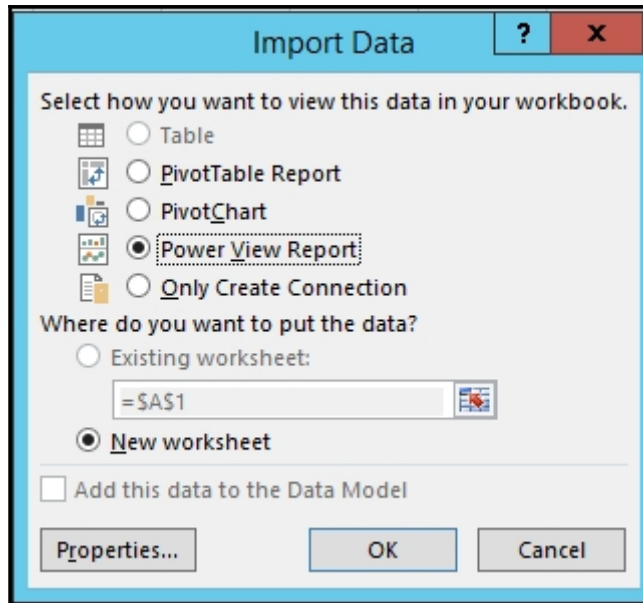 Import Data
?
x
Select how you want to view this data in your workbook.
Table
PivotTable Report
PivotChart
Power View Report
Only Create Connection
Where do you want to put the data?
Existing worksheet:
=$A$1
New worksheet
Add this data to the Data Model
Properties...
OK
Cancel